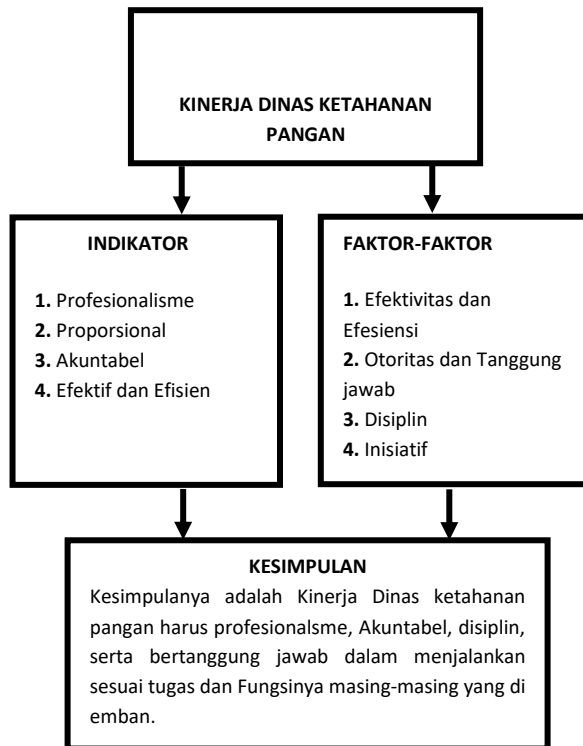 KINERJA DINAS KETAHANAN
PANGAN
INDIKATOR
1. Profesionalisme
2. Proporsional
3. Akuntabel
4. Efektif dan Efisien
FAKTOR-FAKTOR
1. Efektivitas dan
Efesiensi
2. Otoritas dan Tanggung
jawab
3. Disiplin
4. Inisiatif
KESIMPULAN
Kesimpulanya adalah Kinerja Dinas ketahanan
pangan harus profesionalsme, Akuntabel, disiplin,
serta bertanggung jawab dalam menjalankan
sesuai tugas dan Fungsinya masing-masing yang di
emban.